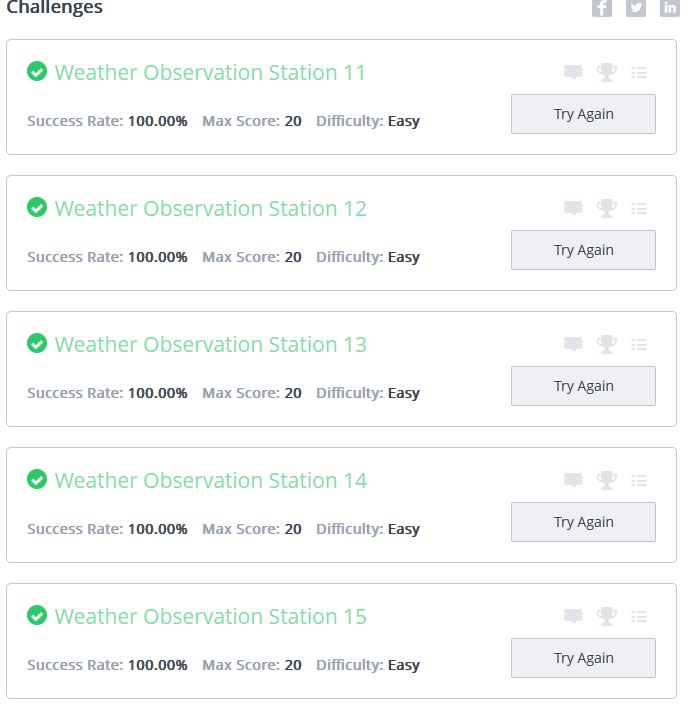 Challenges
Weather Observation Station 11
Success Rate: 100.00% Max Score: 20 Difficulty: Easy
Try Again
Weather Observation Station 12
Success Rate: 100.00% Max Score: 20 Difficulty: Easy
Try Again
Weather Observation Station 13
Success Rate: 100.00% Max Score: 20 Difficulty: Easy
Try Again
Weather Observation Station 14
Success Rate: 100.00% Max Score: 20 Difficulty: Easy
Try Again
Weather Observation Station 15
Success Rate: 100.00% Max Score: 20 Difficulty: Easy
Try Again